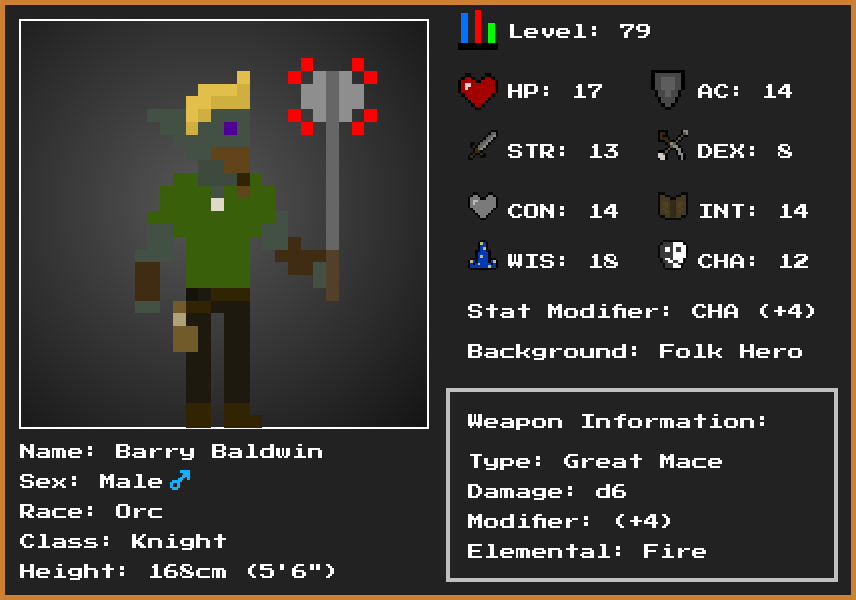 Level: 79
HP: 17
AC: 14
STR: 13
DEX: 8
CON: 14
INT: 14
WIS: 18
CHA: 12
Stat Modifier: CHA (+4)
Background: Folk Hero
Weapon Information:
Type: Great Mace
Damage: d6
Modifier: (+4)
Elemental: Fire
Name: Barry Baldwin
Sex: Male ♂
Race: Orc
Class: Knight
Height: 168cm (5'6")